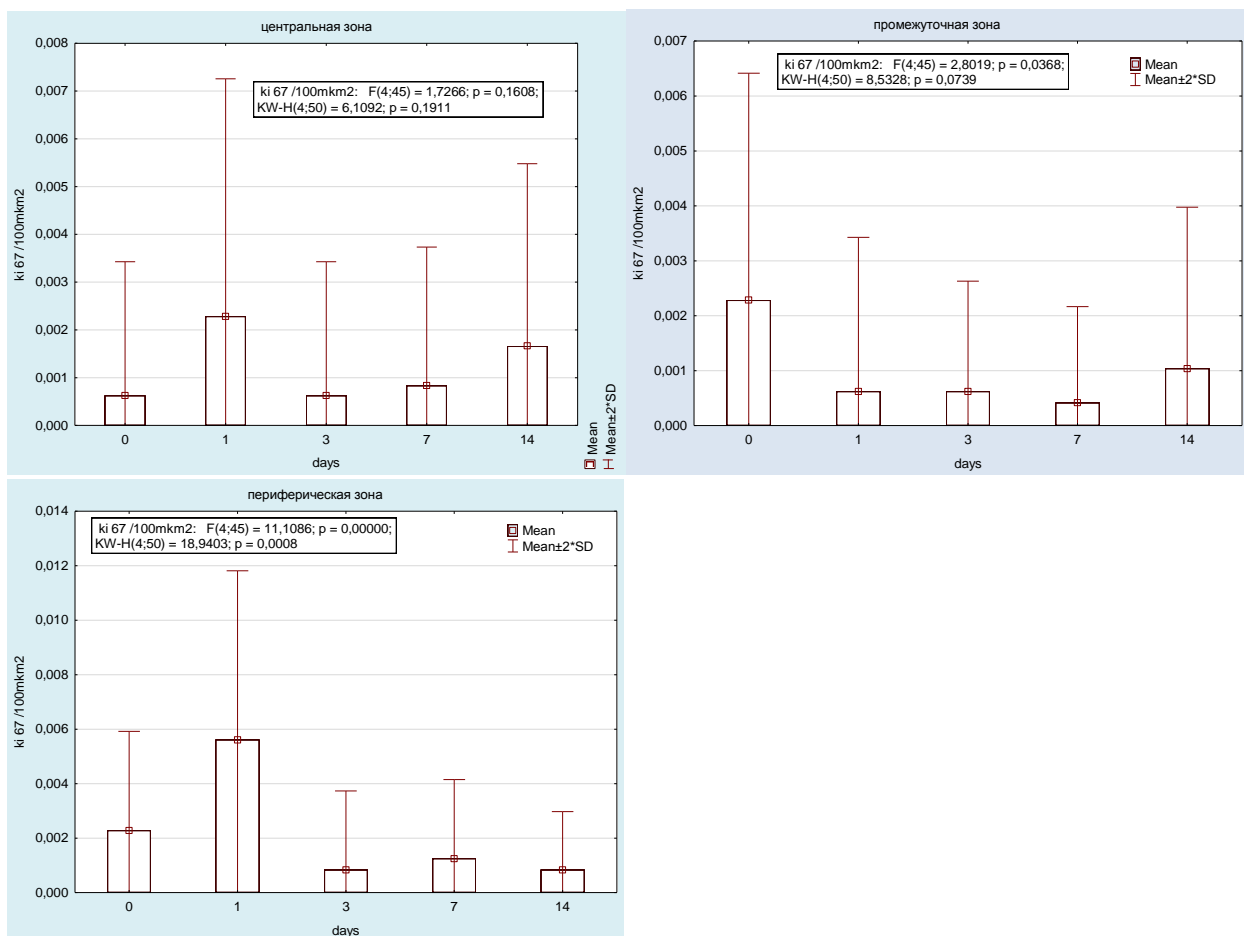 центральная зона
0,008
0,007
0,006
0,005
0,004
0,003
0,002
0,001
0,000
ki 67 /100mkm2
ki 67 /100mkm2: F(4;45) = 1,7266; p = 0,1608;
KW-H(4;50) = 6,1092; p = 0,1911
0 1 3 7 14
days
Mean
Mean±2*SD
промежуточная зона
0,007
0,006
0,005
0,004
0,003
0,002
0,001
0,000
ki 67 /100mkm2
ki 67 /100mkm2: F(4;45) = 2,8019; p = 0,0368;
KW-H(4;50) = 8,5328; p = 0,0739
Mean
Mean±2*SD
0 1 3 7 14
days
периферическая зона
0,014
0,012
0,010
0,008
0,006
0,004
0,002
0,000
ki 67 /100mkm2
ki 67 /100mkm2: F(4;45) = 11,1086; p = 0,00000;
KW-H(4;50) = 18,9403; p = 0,0008
Mean
Mean±2*SD
0 1 3 7 14
days